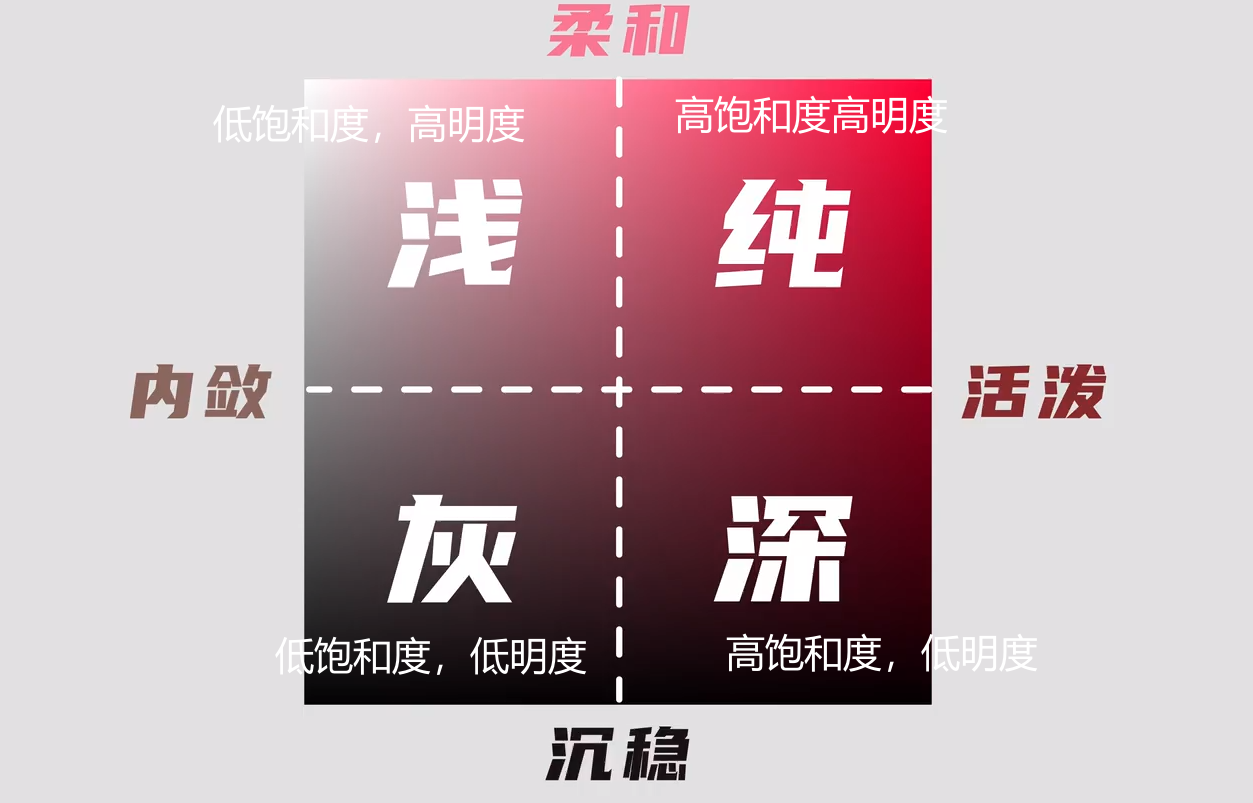 柔和
低饱和度，高明度
高饱和度高明度
浅
纯
内敛
活泼
灰
深
低饱和度，低明度
高饱和度，低明度
沉稳